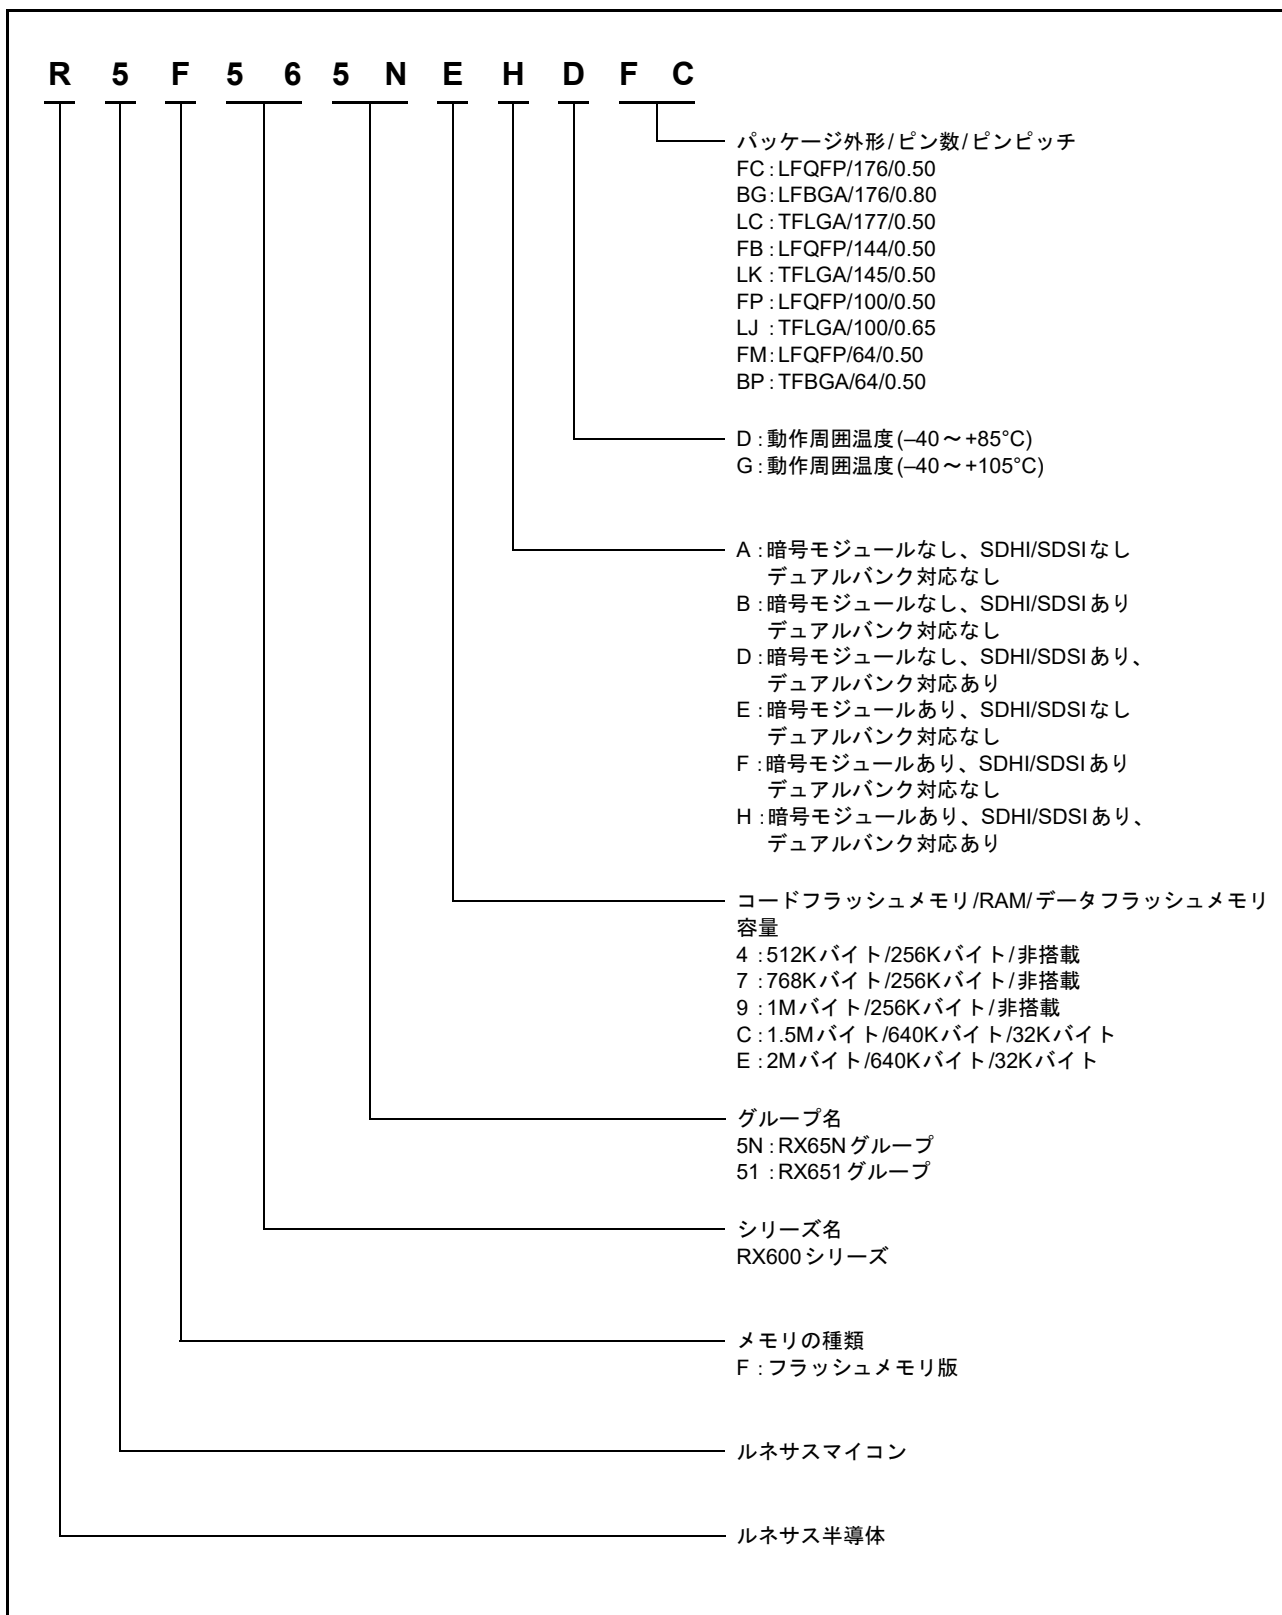 R 5 F 5 6 5 N E H D F C
パッケージ外形/ピン数/ピンピッチ
FC:LFQFP/176/0.50
BG:LFBGA/176/0.80
LC:TFLGA/177/0.50
FB:LFQFP/144/0.50
LK:TFLGA/145/0.50
FP:LFQFP/100/0.50
LJ:TFLGA/100/0.65
FM:LFQFP/64/0.50
BP:TFBGA/64/0.50
D:動作周囲温度(–40～+85°C)
G:動作周囲温度(–40～+105°C)
A:暗号モジュールなし、SDHI/SDSIなし
デュアルバンク対応なし
B:暗号モジュールなし、SDHI/SDSIあり
デュアルバンク対応なし
D:暗号モジュールなし、SDHI/SDSIあり、
デュアルバンク対応あり
E:暗号モジュールあり、SDHI/SDSIなし
デュアルバンク対応なし
F:暗号モジュールあり、SDHI/SDSIあり
デュアルバンク対応なし
H:暗号モジュールあり、SDHI/SDSIあり、
デュアルバンク対応あり
コードフラッシュメモリ/RAM/データフラッシュメモリ
容量
4:512Kバイト/256Kバイト/非搭載
7:768Kバイト/256Kバイト/非搭載
9:1Mバイト/256Kバイト/非搭載
C:1.5Mバイト/640Kバイト/32Kバイト
E:2Mバイト/640Kバイト/32Kバイト
グループ名
5N:RX65Nグループ
51:RX651グループ
シリーズ名
RX600シリーズ
メモリの種類
F:フラッシュメモリ版
ルネサスマイコン
ルネサス半導体